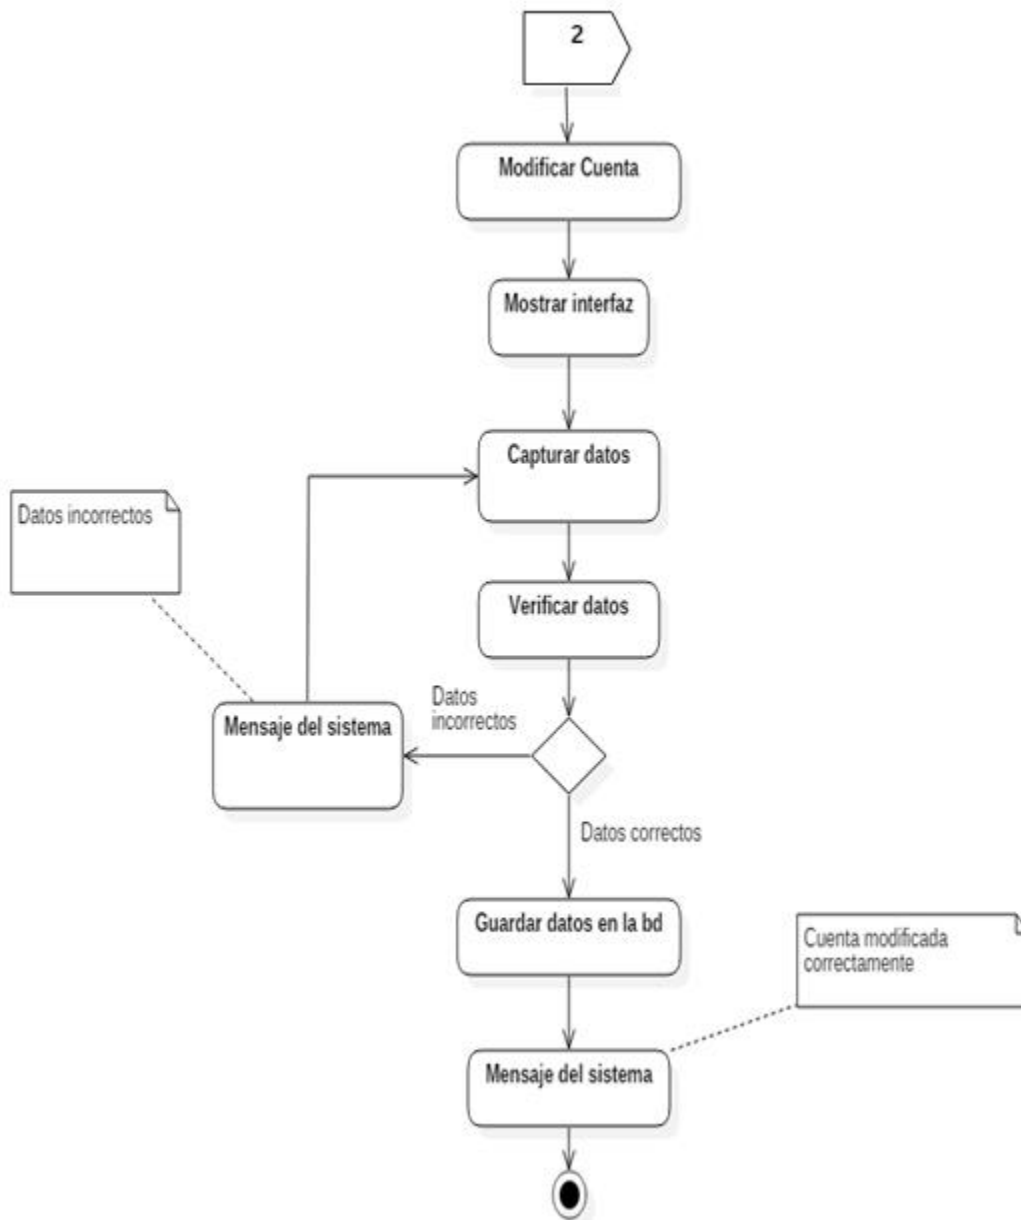 2
Modificar Cuenta
Mostrar interfaz
Capturar datos
Datos incorrectos
Verificar datos
Datos
incorrectos
Mensaje del sistema
Datos correctos
Guardar datos en la bd
Cuenta modificada
correctamente
Mensaje del sistema